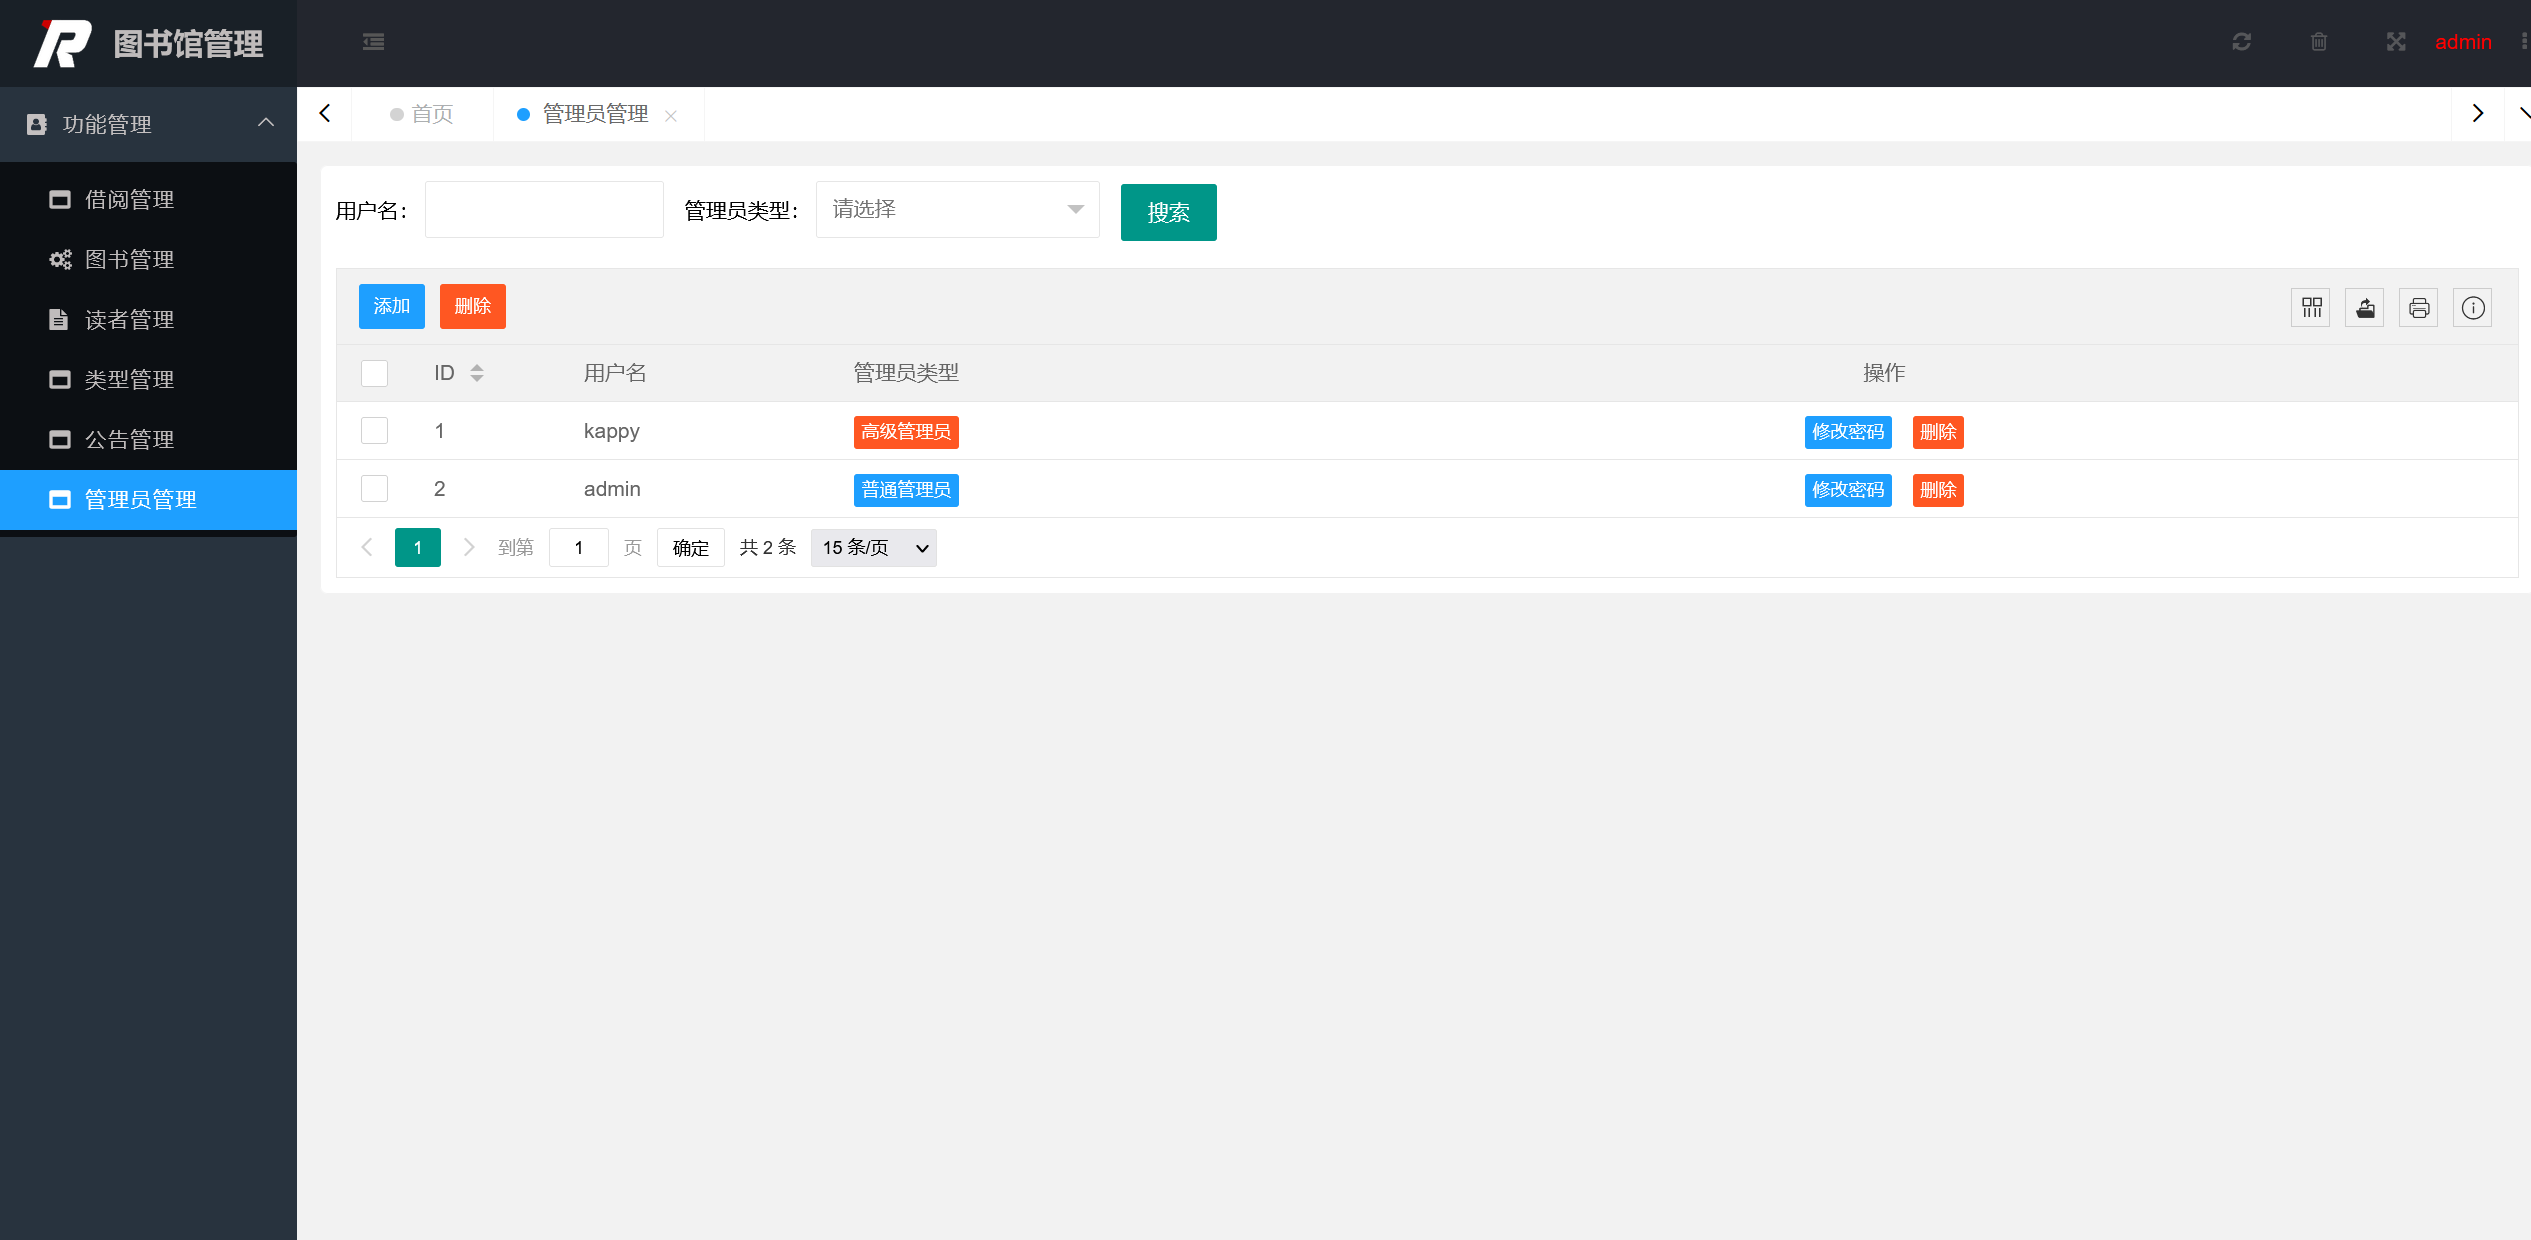 图书馆管理
admin
功能管理
首页
管理员管理
借阅管理
图书管理
读者管理
类型管理
公告管理
管理员管理
用户名：
管理员类型：
请选择
搜索
添加
删除
ID
用户名
管理员类型
操作
1
kappy
高级管理员
修改密码
删除
2
admin
普通管理员
修改密码
删除
1
到第
1
页
确定
共 2 条
15 条/页